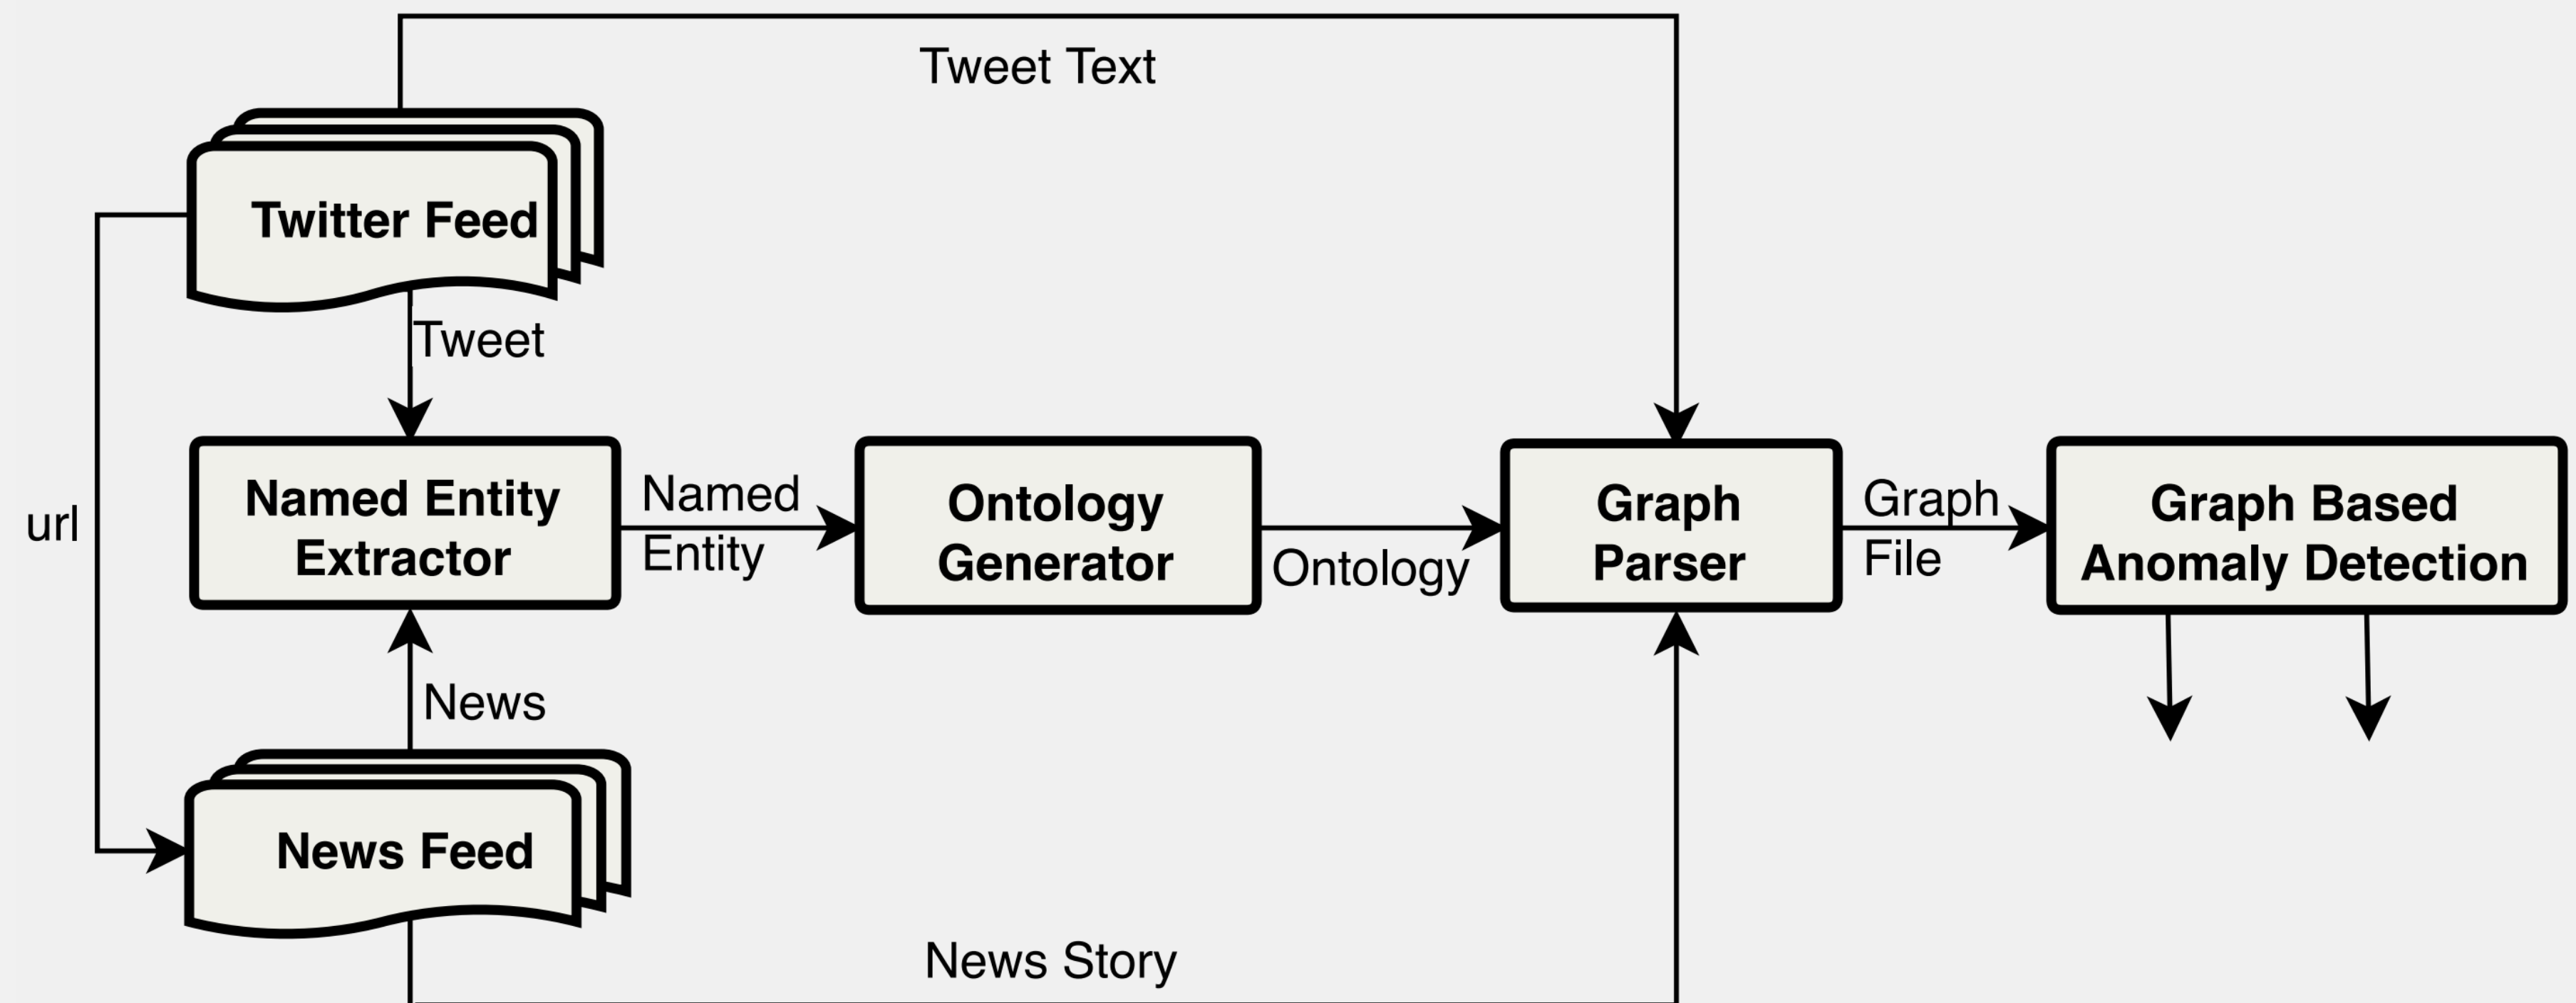 Tweet Text
Twitter Feed
Tweet
url
Named Entity
Extractor
Named
Entity
Ontology
Generator
Ontology
Graph
Parser
Graph
File
Graph Based
Anomaly Detection
News
News Feed
News Story